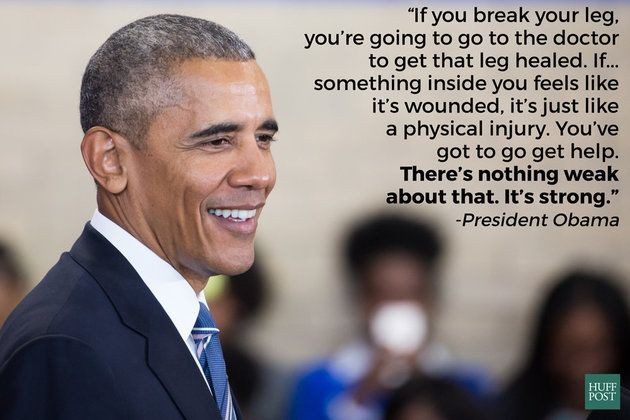 “If you break your leg,
you’re going to go to the doctor
to get that leg healed. If...
something inside you feels like
it’s wounded, it’s just like
a physical injury. You’ve
got to go get help.
There’s nothing weak
about that. It’s strong.”
-President Obama
HUFF
POST